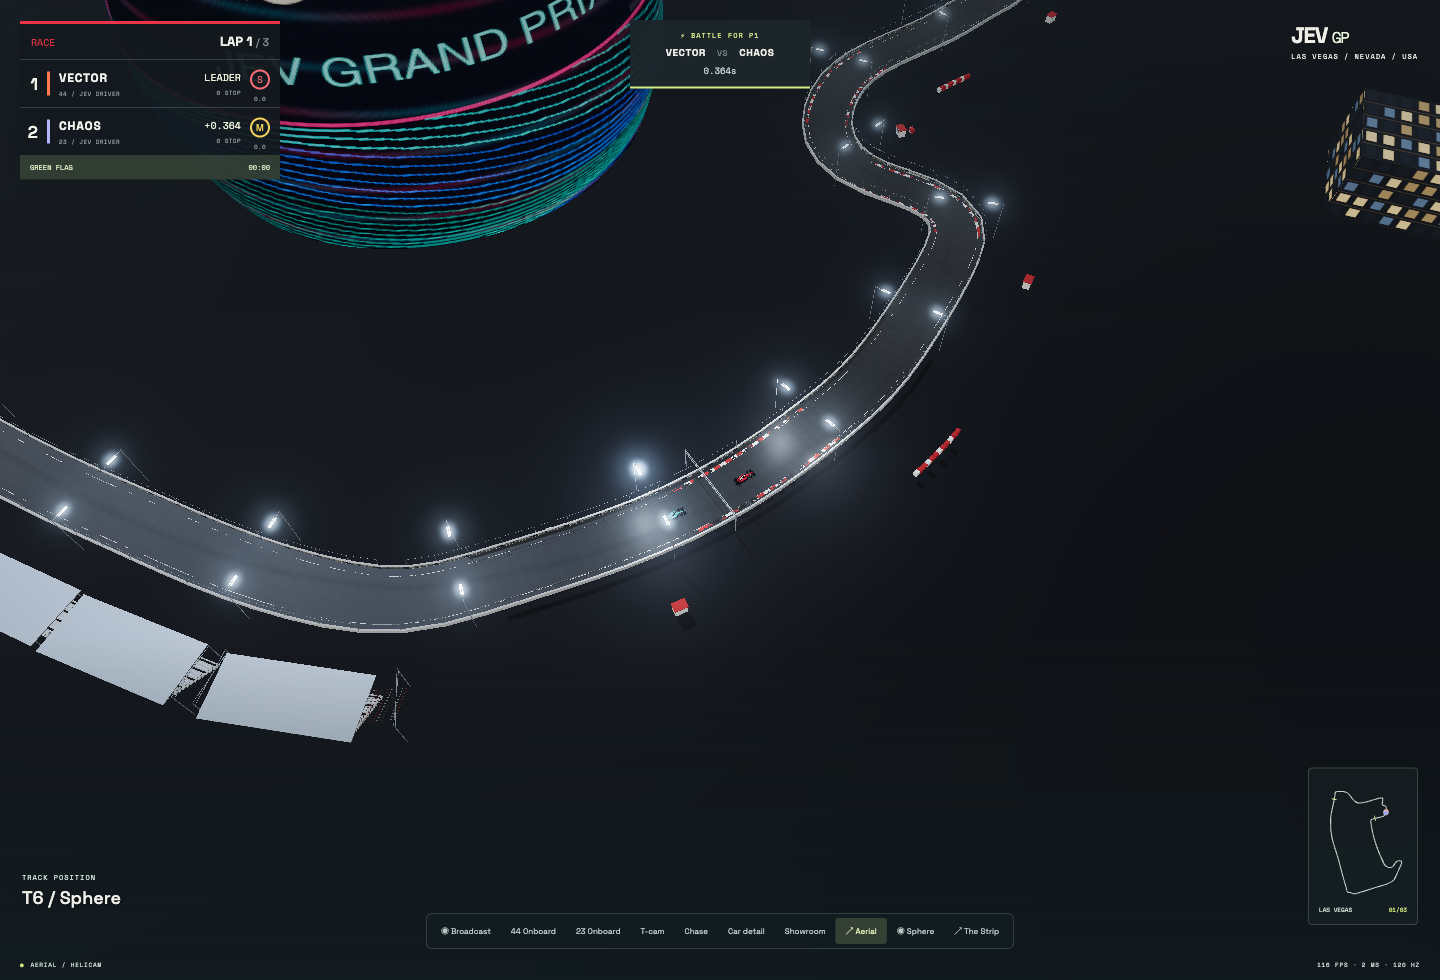 RACE
LAP 1 / 3
1 VECTOR LEADER S
44 / JEV DRIVER 0 STOP 0.0
2 CHAOS +0.364 M
23 / JEV DRIVER 0 STOP 0.0
GREEN FLAG 00:00
V GRAND PRI
⚡ BATTLE FOR P1
VECTOR VS CHAOS
0.364s
JEV GP
LAS VEGAS / NEVADA / USA
LAS VEGAS 01/03
TRACK POSITION
T6 / Sphere
Broadcast 44 Onboard 23 Onboard T-cam Chase Car detail Showroom Aerial Sphere The Strip
AERIAL / HELICAM
116 FPS · 2 MS · 120 HZ